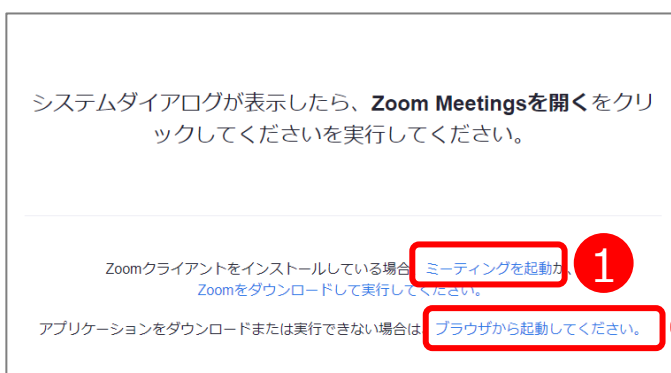 システムダイアログが表示したら、Zoom Meetingsを開くをクリ
ックしてくださいを実行してください。
Zoomクライアントをインストールしている場合 ミーティングを起動か、
1
Zoomをダウンロードして実行してください。
アプリケーションをダウンロードまたは実行できない場合は ブラウザから起動してください。